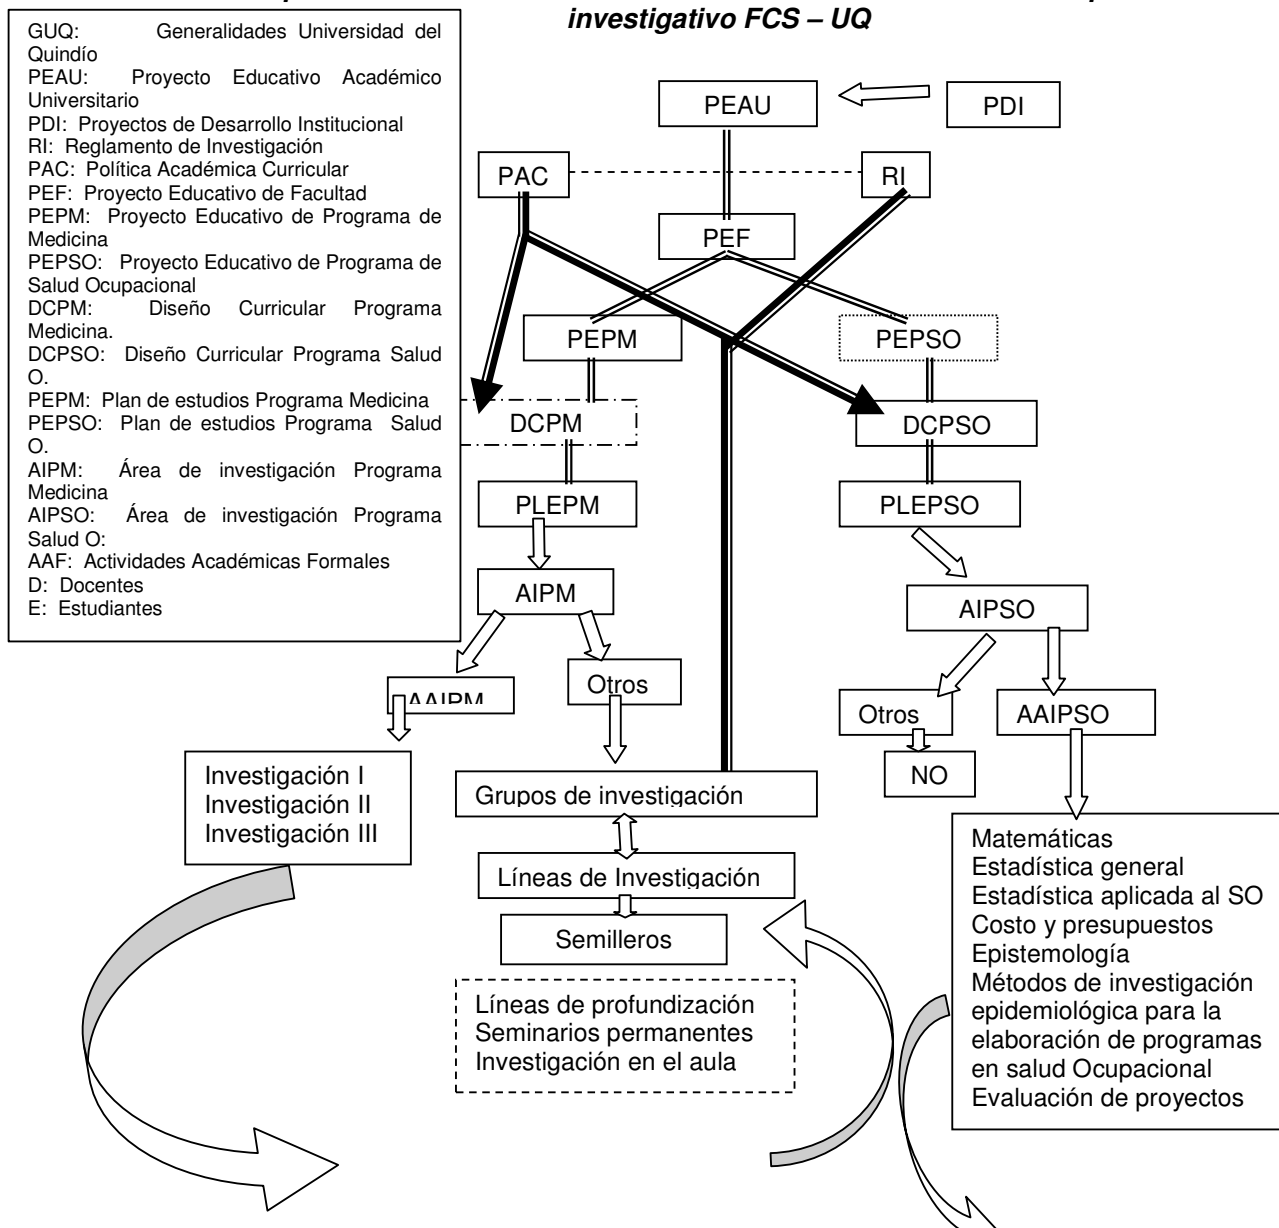 investigativo FCS – UQ
GUQ: Generalidades Universidad del
Quindío
PEAU: Proyecto Educativo Académico
Universitario
PDI: Proyectos de Desarrollo Institucional
RI: Reglamento de Investigación
PAC: Política Académica Curricular
PEF: Proyecto Educativo de Facultad
PEPM: Proyecto Educativo de Programa de
Medicina
PEPSO: Proyecto Educativo de Programa de
Salud Ocupacional
DCPM: Diseño Curricular Programa
Medicina.
DCPSO: Diseño Curricular Programa Salud
O.
PEPM: Plan de estudios Programa Medicina
PEPSO: Plan de estudios Programa Salud
O.
AIPM: Área de investigación Programa
Medicina
AIPSO: Área de investigación Programa
Salud O:
AAF: Actividades Académicas Formales
D: Docentes
E: Estudiantes
PEAU
PDI
PAC
RI
PEF
PEPM
PEPSO
DCPM
DCPSO
PLEPM
PLEPSO
AIPM
AIPSO
AAIPM
Otros
Otros
AAIPSO
NO
Investigación I
Investigación II
Investigación III
Grupos de investigación
Líneas de Investigación
Semilleros
Líneas de profundización
Seminarios permanentes
Investigación en el aula
Matemáticas
Estadística general
Estadística aplicada al SO
Costo y presupuestos
Epistemología
Métodos de investigación
epidemiológica para la
elaboración de programas
en salud Ocupacional
Evaluación de proyectos